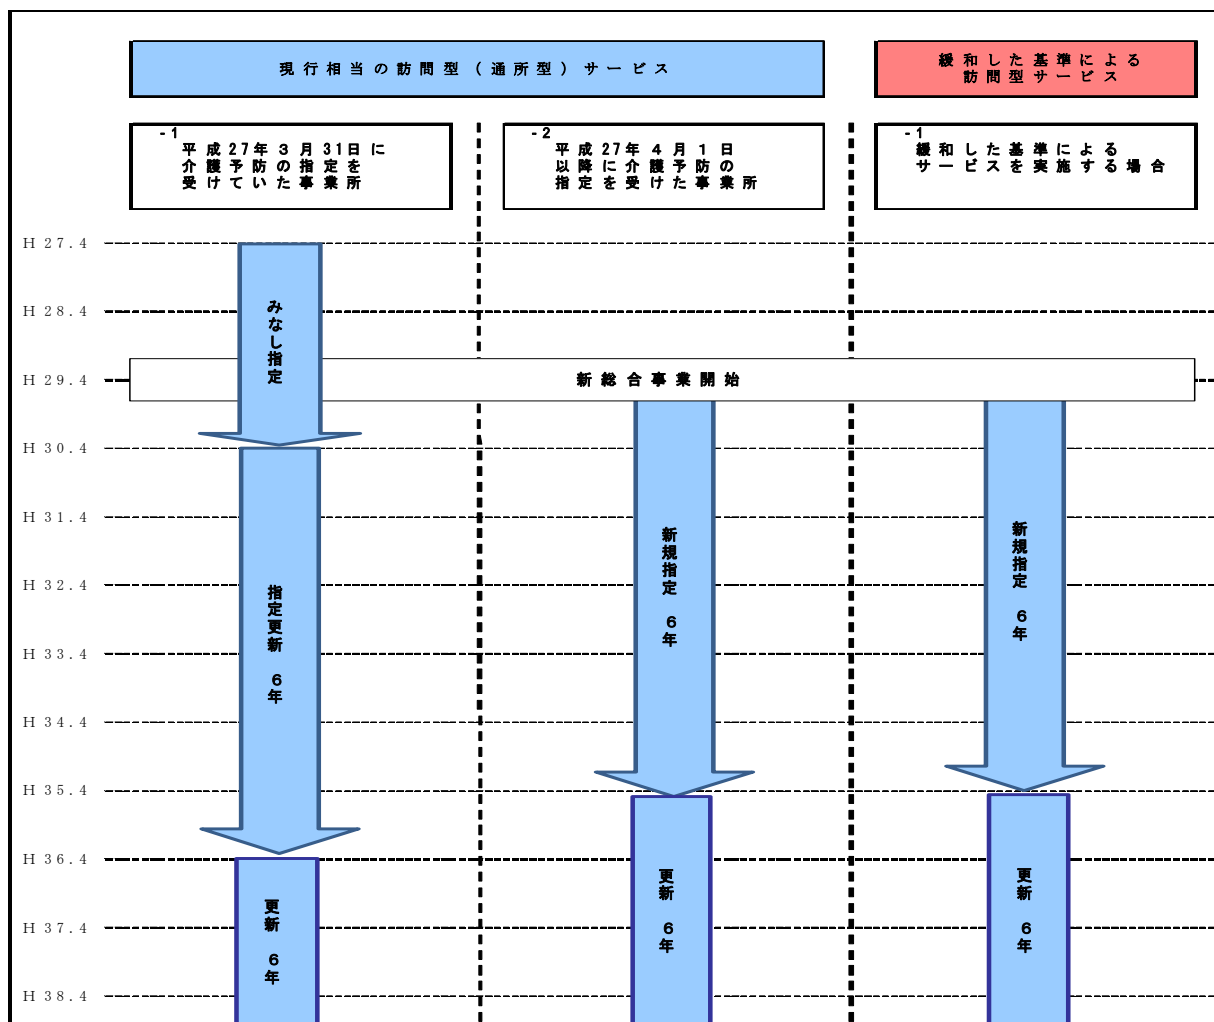 現行相当の訪問型(通所型)サービス
緩和した基準による
訪問型サービス
-1
平成27年3月31日に
介護予防の指定を
受けていた事業所
-2
平成27年4月1日
以降に介護予防の
指定を受けた事業所
-1
緩和した基準による
サービスを実施する場合
H27.4
H28.4
H29.4
H30.4
H31.4
H32.4
H33.4
H34.4
H35.4
H36.4
H37.4
H38.4
みなし指定
新総合事業開始
指定更新 6年
更新 6年
新規指定 6年
更新 6年
新規指定 6年
更新 6年